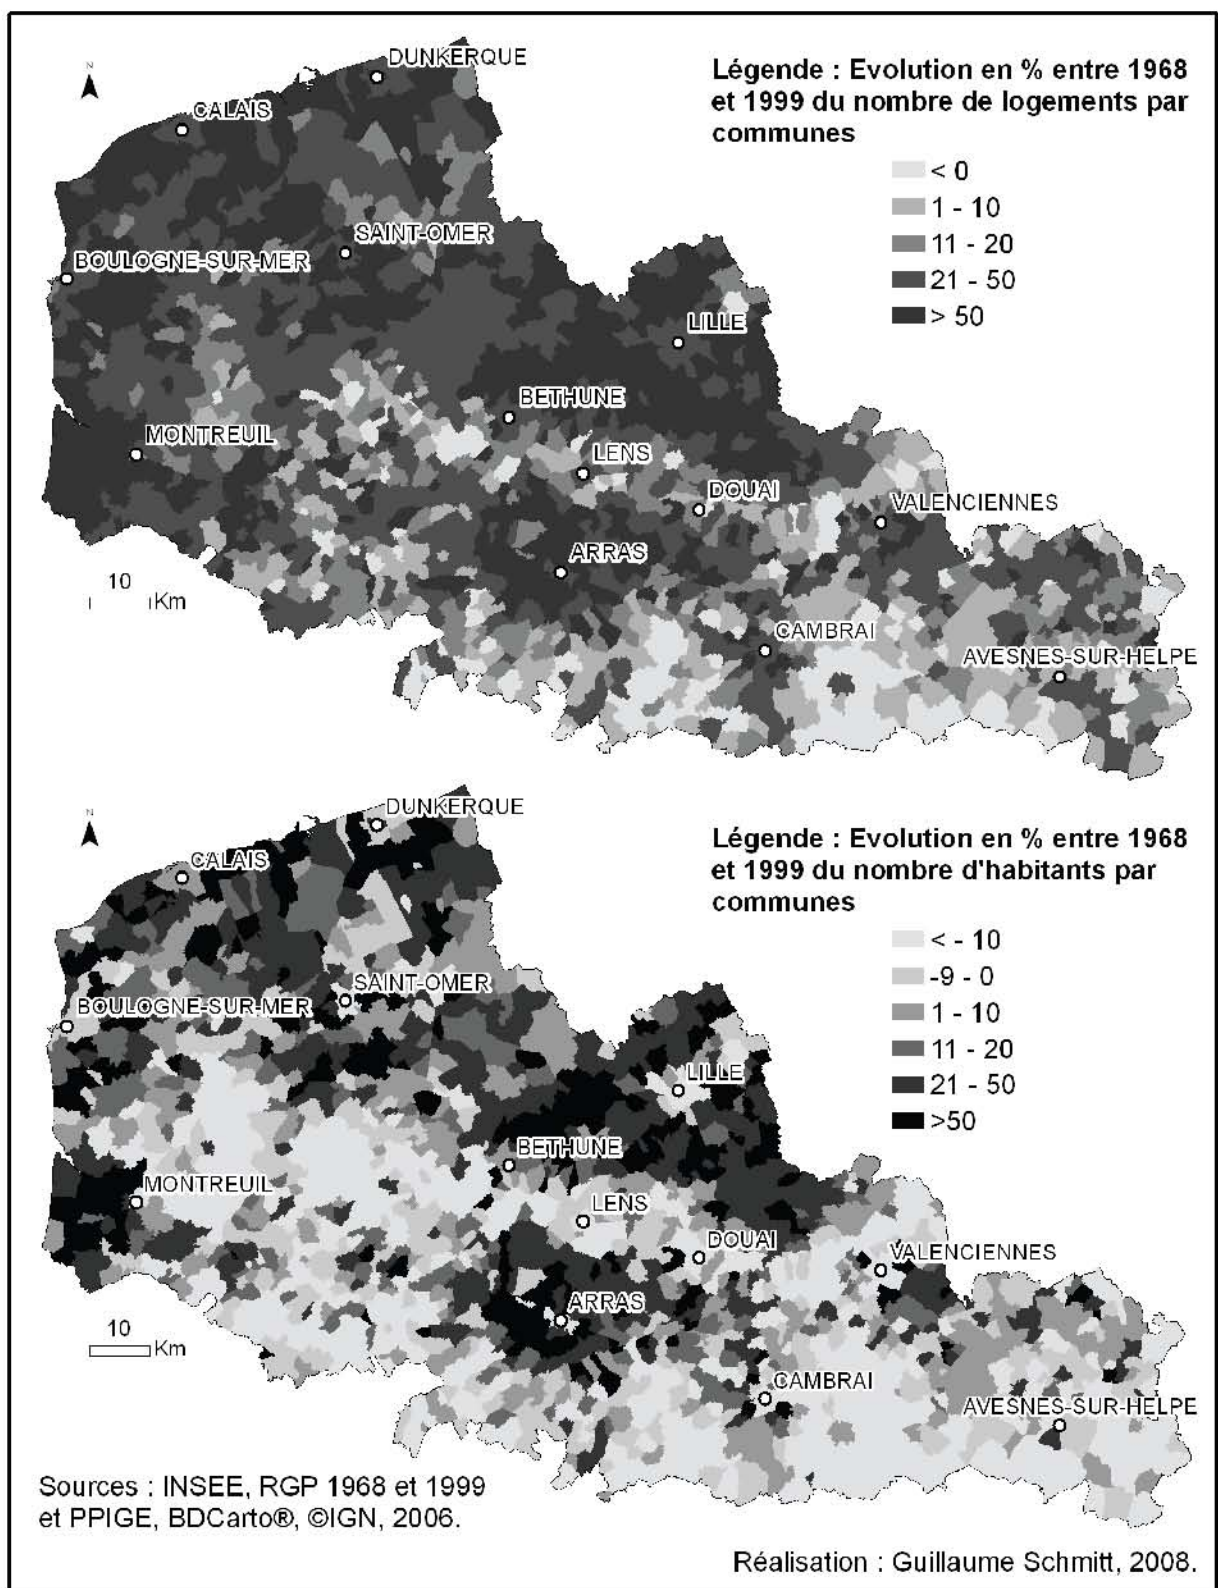 N
DUNKERQUE
CALAIS
SAINT-OMER
BOULOGNE-SUR-MER
LILLE
BETHUNE
MONTREUIL
LENS
DOUAI
VALENCIENNES
ARRAS
CAMBRAI
AVESNES-SUR-HELPE
10
Km
Légende : Evolution en % entre 1968
et 1999 du nombre de logements par
communes
< 0
1 - 10
11 - 20
21 - 50
> 50
N
DUNKERQUE
CALAIS
SAINT-OMER
BOULOGNE-SUR-MER
LILLE
BETHUNE
MONTREUIL
LENS
DOUAI
VALENCIENNES
ARRAS
CAMBRAI
AVESNES-SUR-HELPE
10
Km
Légende : Evolution en % entre 1968
et 1999 du nombre d'habitants par
communes
< - 10
-9 - 0
1 - 10
11 - 20
21 - 50
>50
Sources : INSEE, RGP 1968 et 1999
et PPIGE, BDCarto®, ©IGN, 2006.
Réalisation : Guillaume Schmitt, 2008.